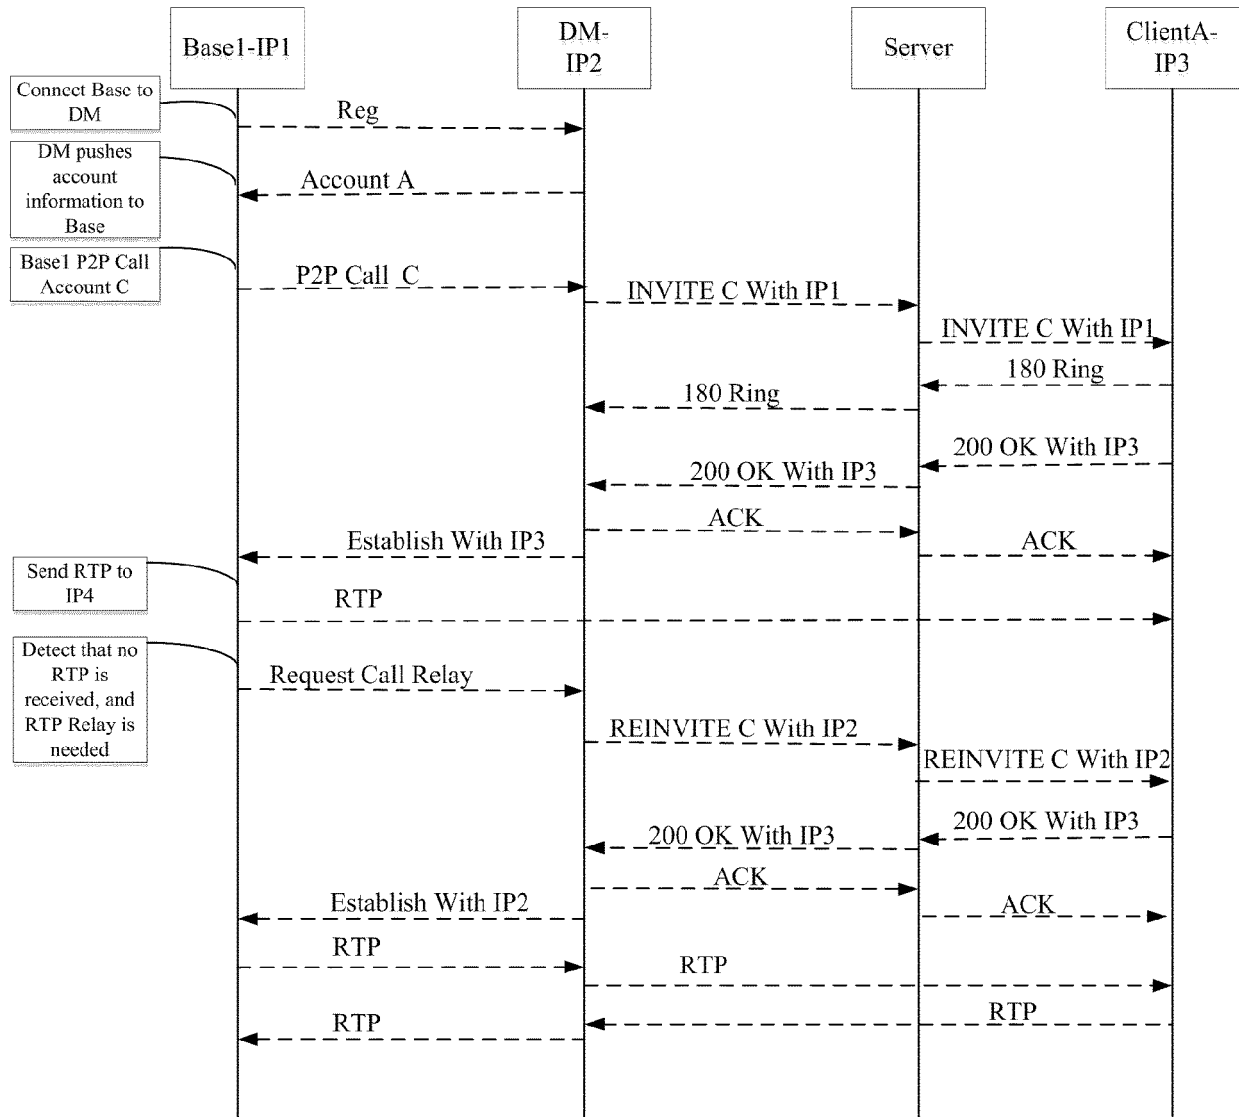 Base1-IP1
DM-
IP2
Server
ClientA-
IP3
Connect Base to
DM
Reg
DM pushes
account
information to
Base
Account A
Base1 P2P Call
Account C
P2P Call C
INVITE C With IP1
INVITE C With IP1
180 Ring
180 Ring
200 OK With IP3
200 OK With IP3
ACK
Establish With IP3
ACK
Send RTP to
IP4
RTP
Detect that no
RTP is
received, and
RTP Relay is
needed
Request Call Relay
REINVITE C With IP2
REINVITE C With IP2
200 OK With IP3
200 OK With IP3
ACK
Establish With IP2
ACK
RTP
RTP
RTP
RTP